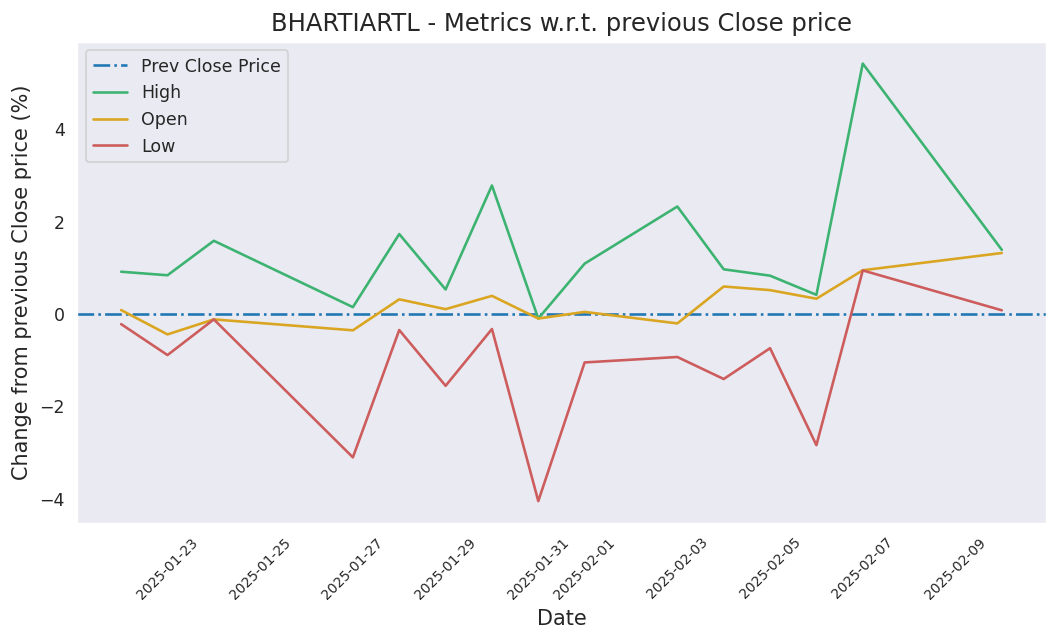 BHARTIARTL - Metrics w.r.t. previous Close price
Prev Close Price
High
Open
Low
Change from previous Close price (%)
4
2
0
−2
−4
2025-01-23
2025-01-25
2025-01-27
2025-01-29
2025-01-31
2025-02-01
2025-02-03
2025-02-05
2025-02-07
2025-02-09
Date